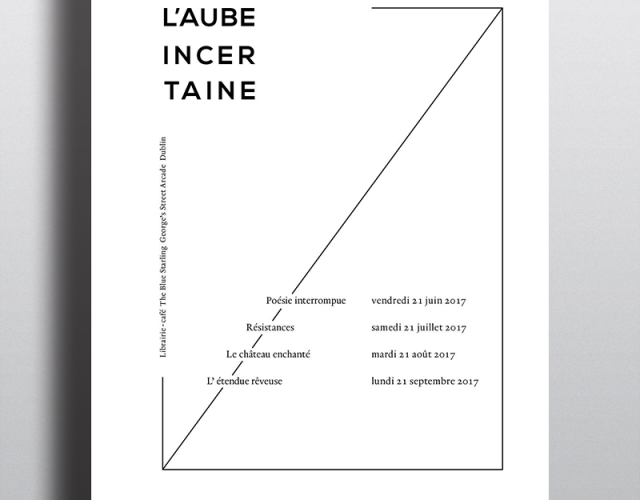 L'AUBE
INCER
TAINE
Librairie-café The Blue Starling George's Street Arcade Dublin
Poésie interrompue vendredi 21 juin 2017
Résistances samedi 21 juillet 2017
Le château enchanté mardi 21 août 2017
L' étendue rêveuse lundi 21 septembre 2017